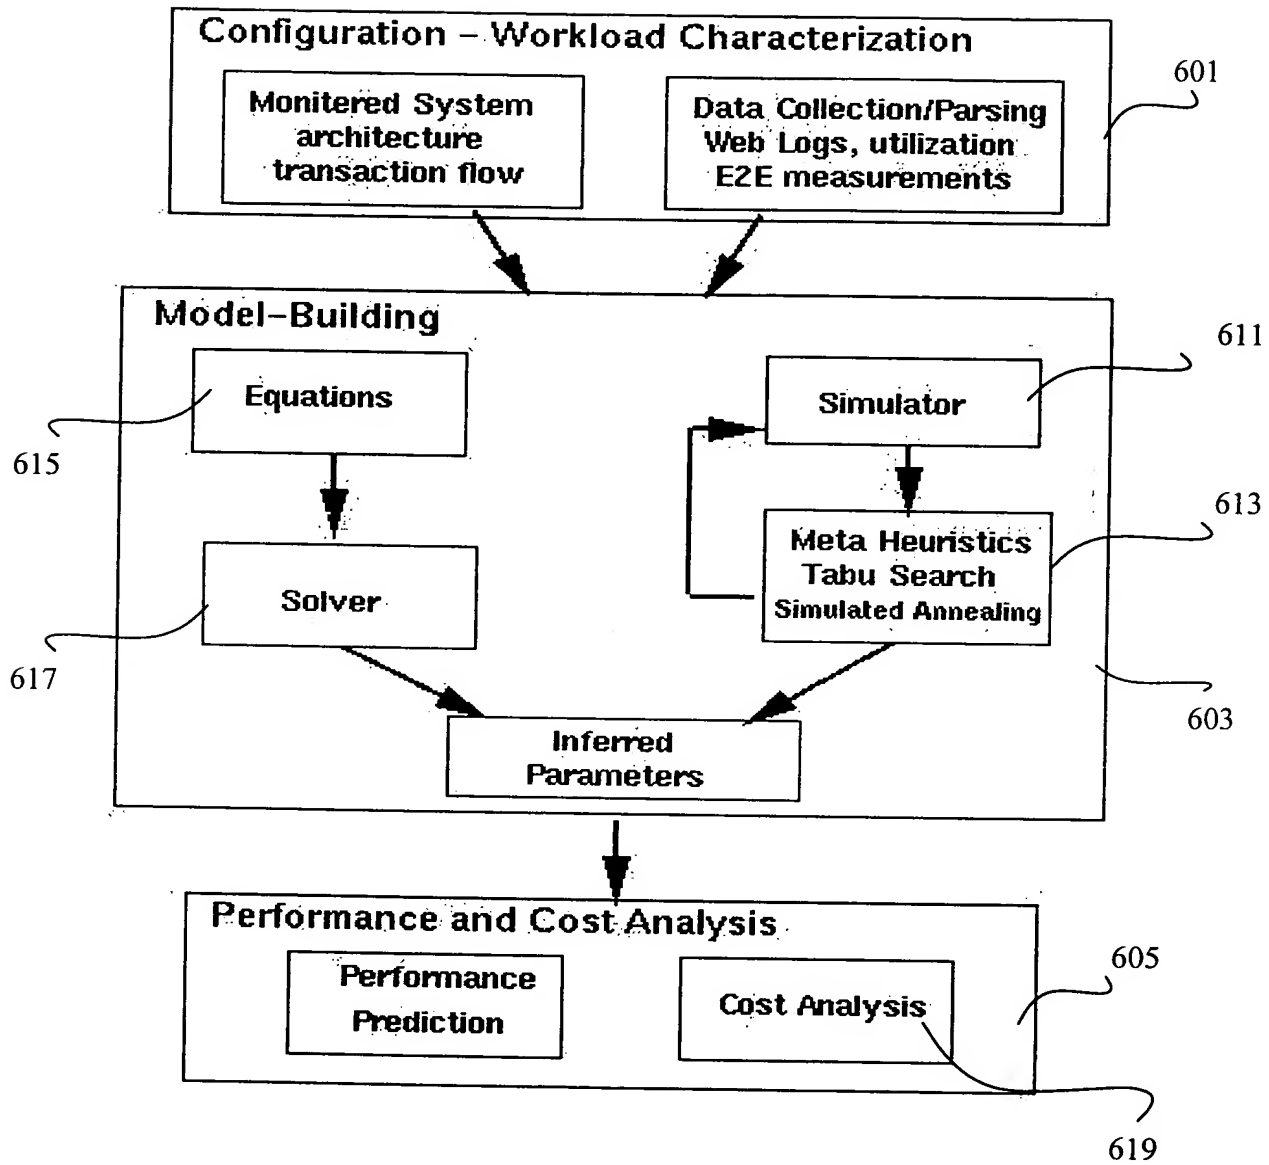 Configuration – Workload Characterization
Monitered System
architecture
transaction flow
Data Collection/Parsing
Web Logs, utilization
E2E measurements
601
Model–Building
Equations
615
Solver
617
Simulator
611
Meta Heuristics
Tabu Search
Simulated Annealing
613
603
Inferred
Parameters
Performance and Cost Analysis
Performance
Prediction
Cost Analysis
605
619